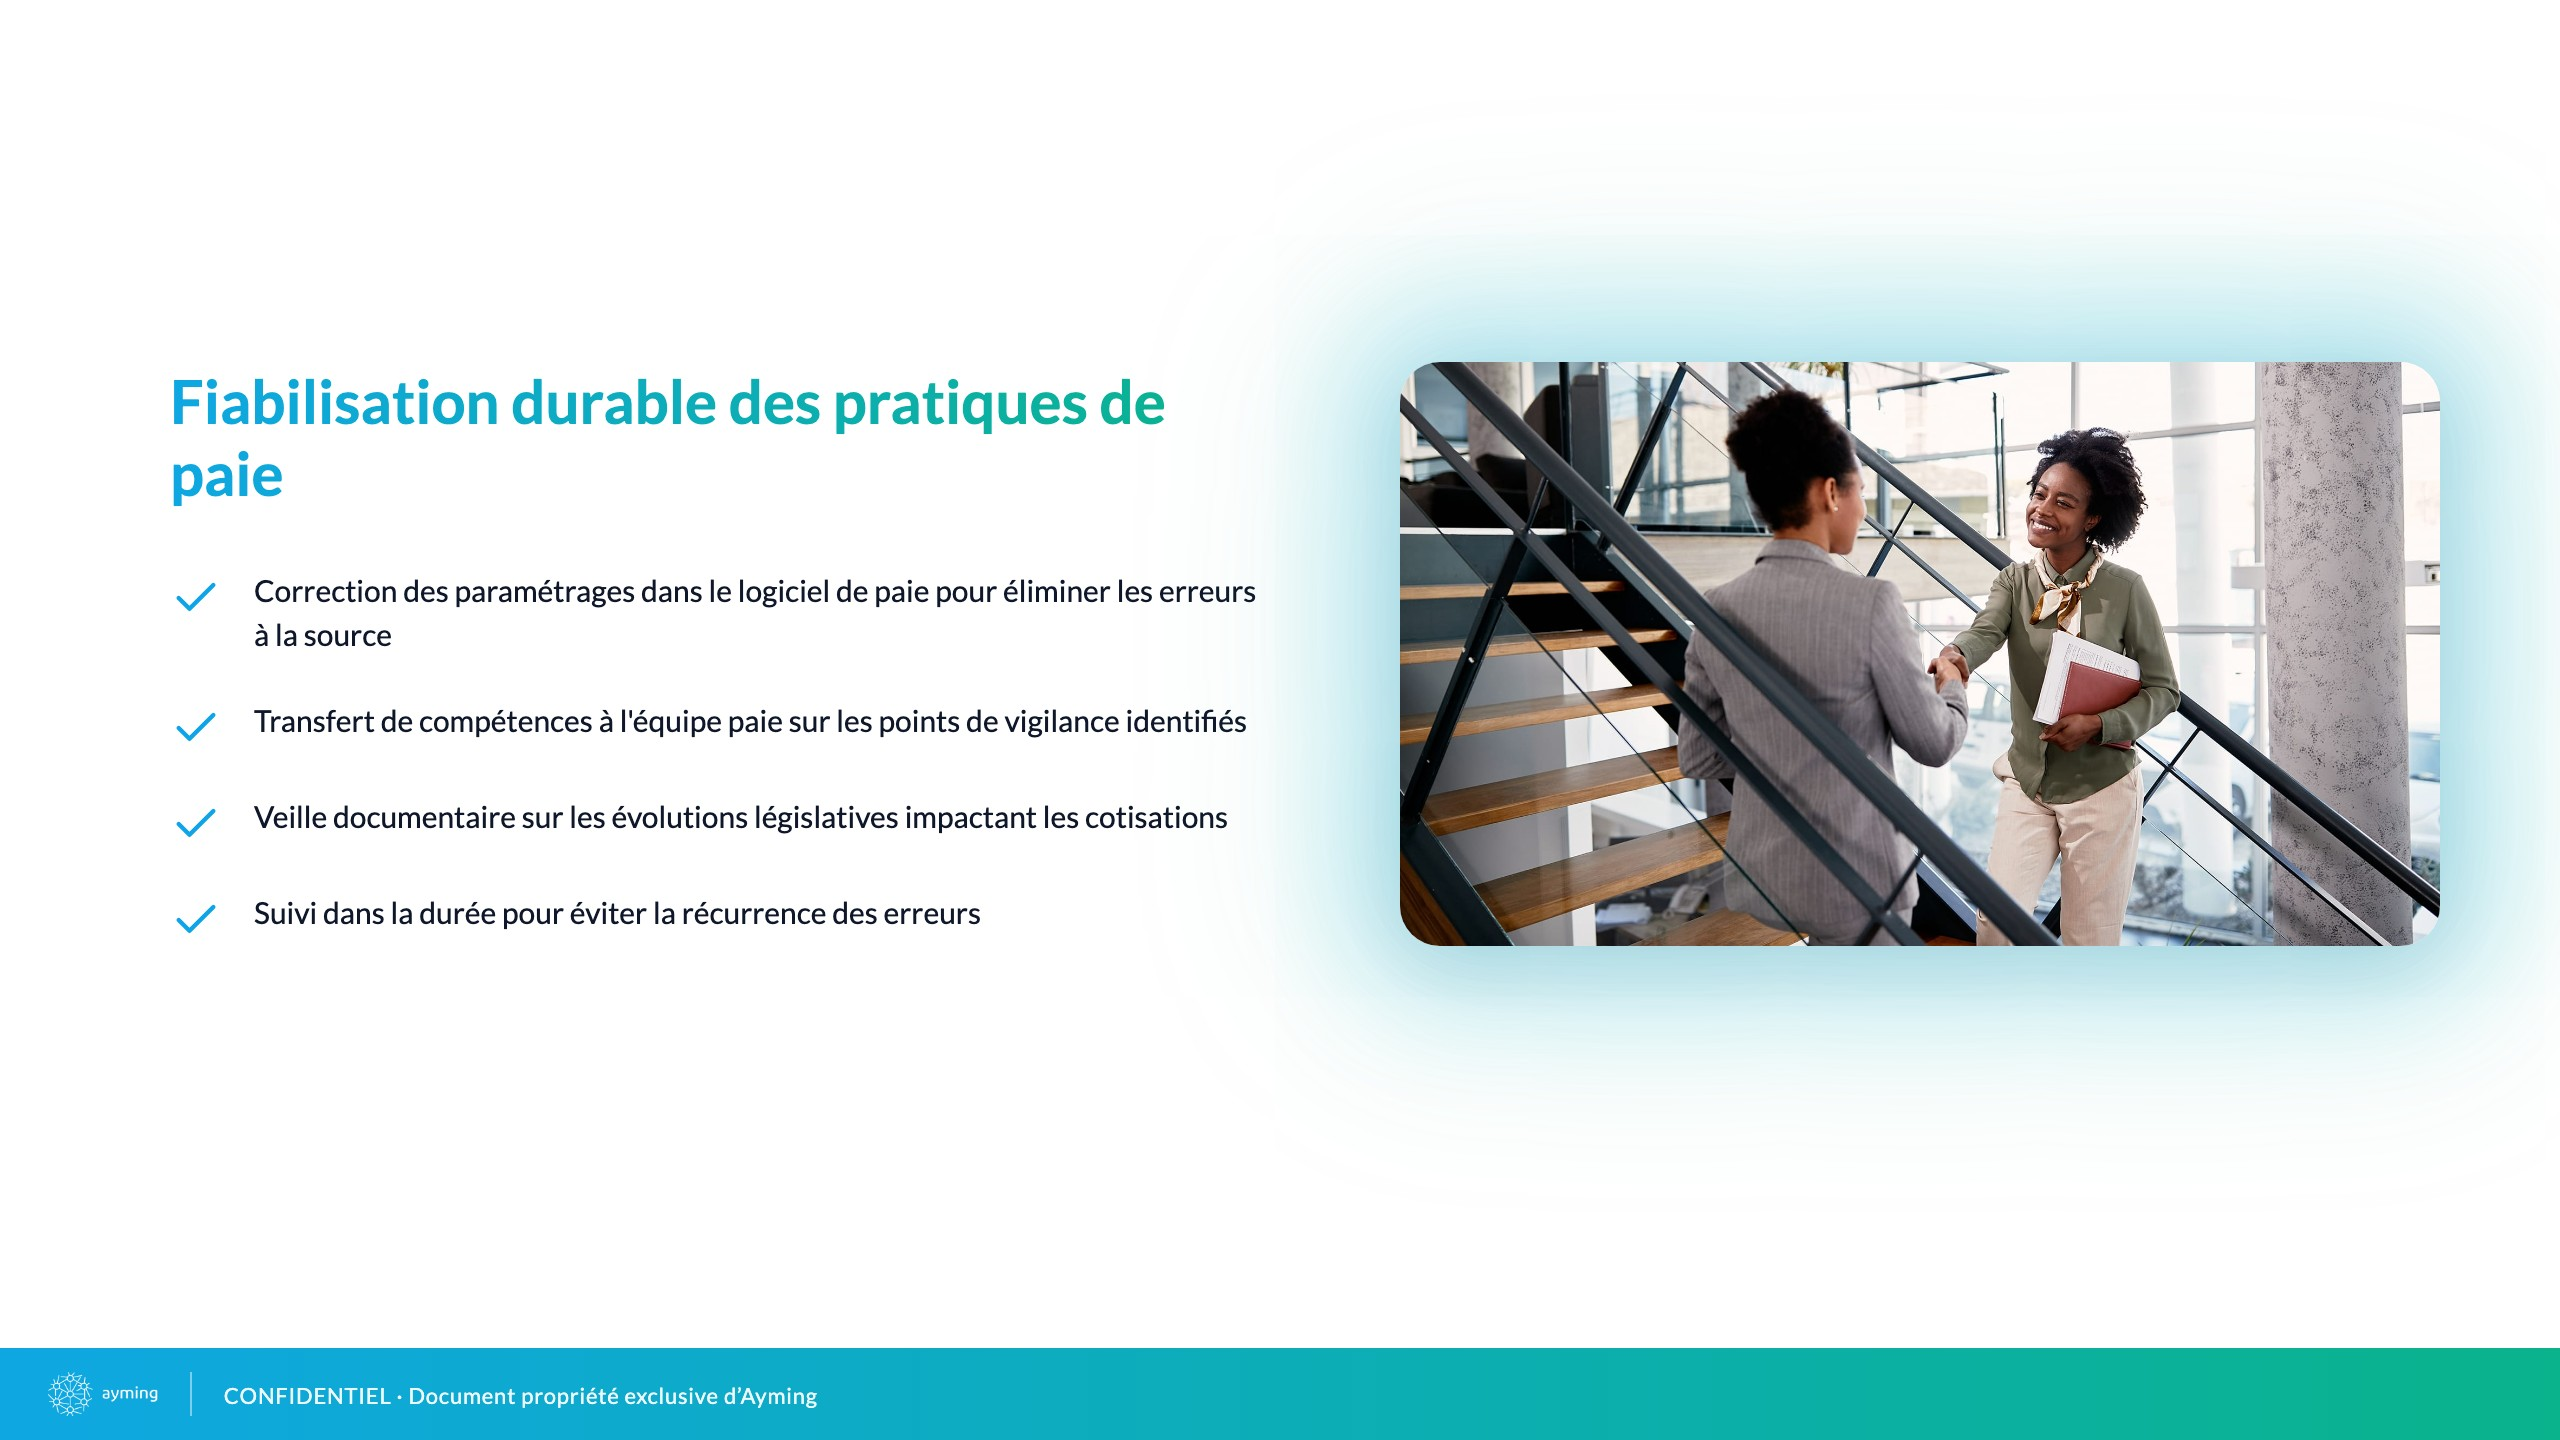 Fiabilisation durable des pratiques de
paie
Correction des paramétrages dans le logiciel de paie pour éliminer les erreurs
à la source
Transfert de compétences à l'équipe paie sur les points de vigilance identifiés
Veille documentaire sur les évolutions législatives impactant les cotisations
Suivi dans la durée pour éviter la récurrence des erreurs
ayming
CONFIDENTIEL · Document propriété exclusive d’Ayming